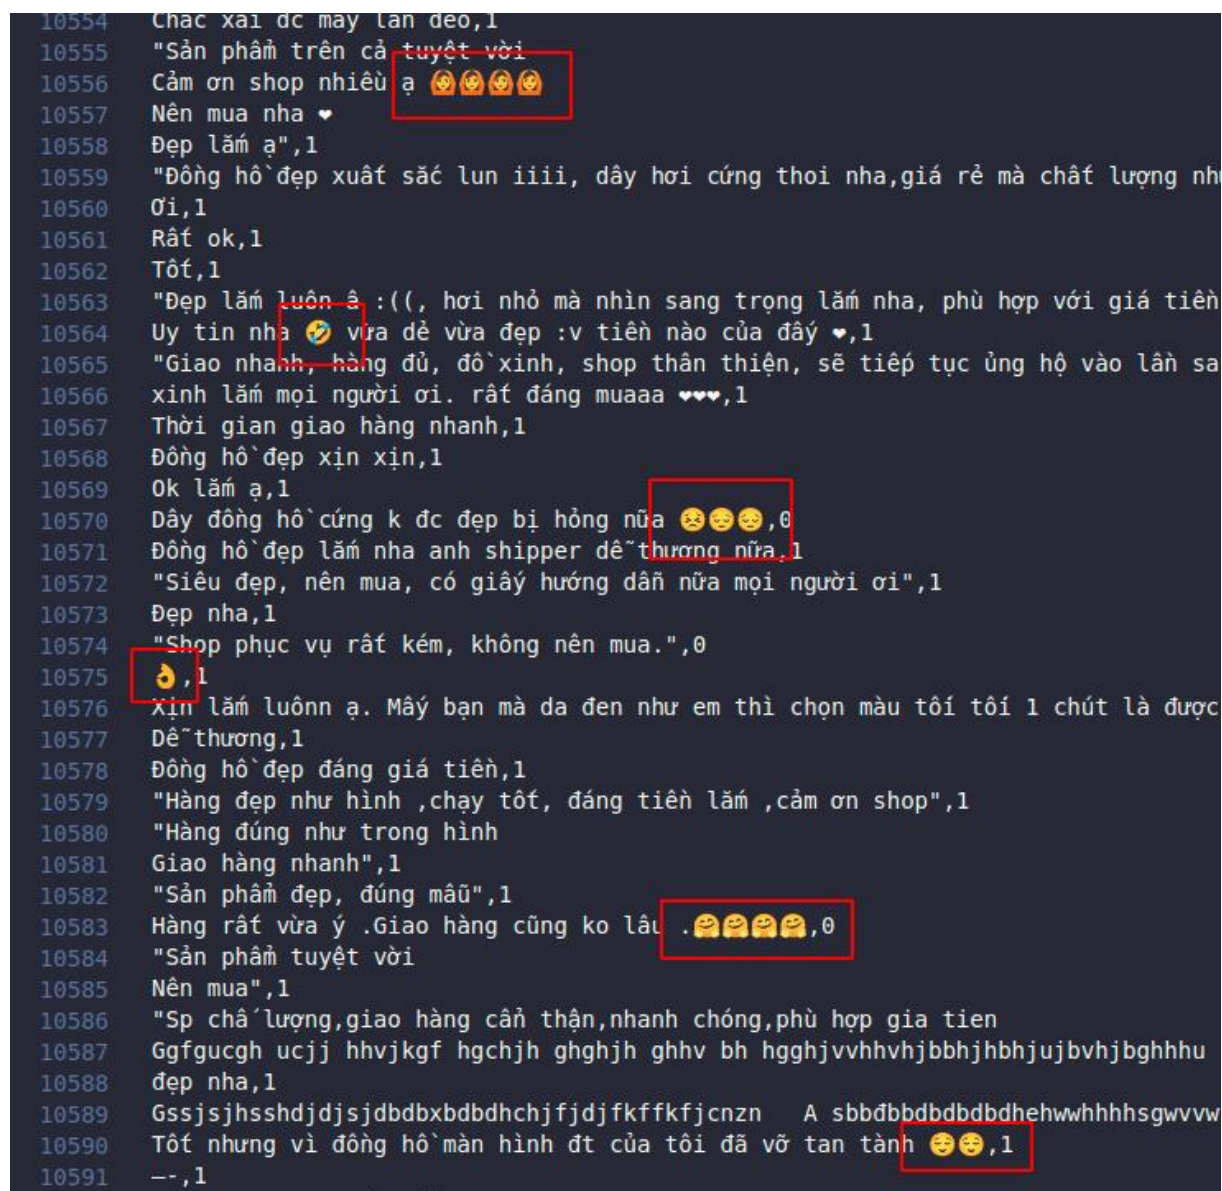 10554 Chắc xài đc mấy lần đeo,1
10555 "Sản phẩm trên cả tuyệt vời
10556 Cảm ơn shop nhiều ạ 🙆🙆🙆🙆
10557 Nên mua nha ❤
10558 Đẹp lắm ạ",1
10559 "Đồng hồ đẹp xuất sắc lun iiii, dây hơi cứng thoi nha,giá rẻ mà chất lượng
10560 Ơi,1
10561 Rất ok,1
10562 Tốt,1
10563 "Đẹp lắm luôn â :((, hơi nhỏ mà nhìn sang trọng lắm nha, phù hợp với giá tiền
10564 Uy tin nha 🤣 vừa dẻ vừa đẹp :v tiền nào của đấy ❤,1
10565 "Giao nhanh, hàng đủ, đồ xinh, shop thân thiện, sẽ tiếp tục ủng hộ vào lần sa
10566 xinh lắm mọi người ơi. rất đáng muaaa ❤❤❤,1
10567 Thời gian giao hàng nhanh,1
10568 Đồng hồ đẹp xịn xịn,1
10569 Ok lắm ạ,1
10570 Dây đồng hồ cứng k đc đẹp bị hỏng nữa 😣😔😔,0
10571 Đồng hồ đẹp lắm nha anh shipper dễ thương nữa,1
10572 "Siêu đẹp, nên mua, có giấy hướng dẫn nữa mọi người ơi",1
10573 Đẹp nha,1
10574 "Shop phục vụ rất kém, không nên mua.",0
10575 👌,1
10576 Xịn lắm luônn ạ. Mấy bạn mà da đen như em thì chọn màu tối tối 1 chút là được
10577 Dễ thương,1
10578 Đồng hồ đẹp đáng giá tiền,1
10579 "Hàng đẹp như hình ,chạy tốt, đáng tiền lắm ,cảm ơn shop",1
10580 "Hàng đúng như trong hình
10581 Giao hàng nhanh",1
10582 "Sản phẩm đẹp, đúng mẫu",1
10583 Hàng rất vừa ý .Giao hàng cũng ko lâu .🤗🤗🤗🤗,0
10584 "Sản phẩm tuyệt vời
10585 Nên mua",1
10586 "Sp chấ lượng,giao hàng cẩn thận,nhanh chóng,phù hợp gia tien
10587 Ggfgucgh ucjj hhvjkgf hgchjh ghghjh ghhv bh hgghjvvhhvhjbbhjhbhjujbvhjbghhhu
10588 đẹp nha,1
10589 Gssjsjhsshdjdjsjdbdbxbdbdhchjfjdjfkffkfjcnzn A sbbđbbdbdbdbdhehwwhhhhsgwvvw
10590 Tốt nhưng vì đồng hồ màn hình đt của tôi đã vỡ tan tành 😌😌,1
10591 —-,1